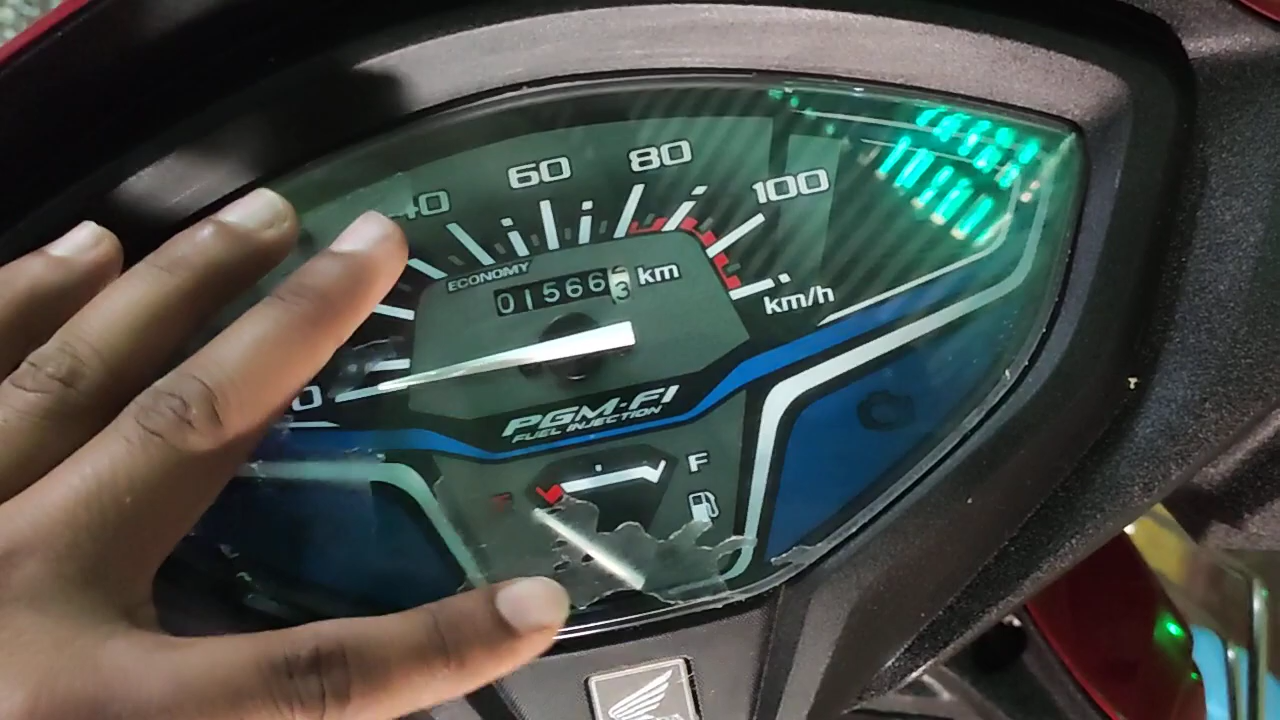 40
60
80
100
ECONOMY
01566 km
km/h
PGM-FI
FUEL INJECTION
F